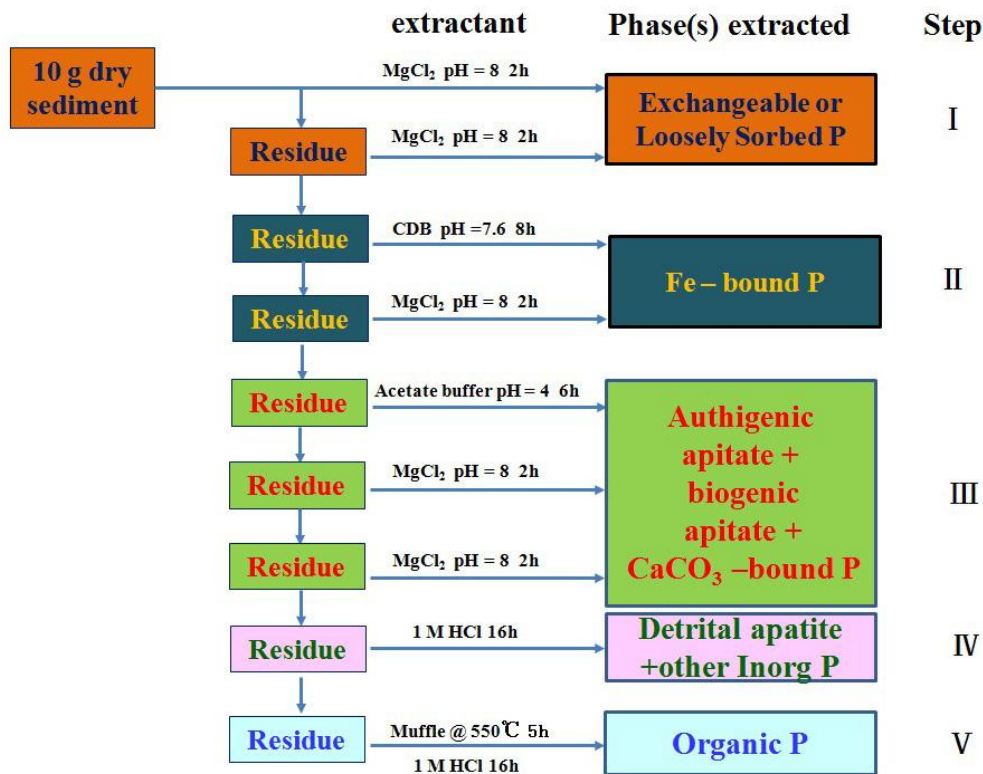 extractant Phase(s) extracted Step
10 g dry
sediment
MgCl₂ pH = 8 2h
Exchangeable or
Loosely Sorbed P
I
Residue
MgCl₂ pH = 8 2h
Residue
CDB pH =7.6 8h
Fe – bound P
II
Residue
MgCl₂ pH = 8 2h
Residue
Acetate buffer pH = 4 6h
Authigenic
apitate +
biogenic
apitate +
CaCO₃ –bound P
III
Residue
MgCl₂ pH = 8 2h
Residue
MgCl₂ pH = 8 2h
Residue
1 M HCl 16h
Detrital apatite
+other Inorg P
IV
Residue
Muffle @ 550℃ 5h
1 M HCl 16h
Organic P
V